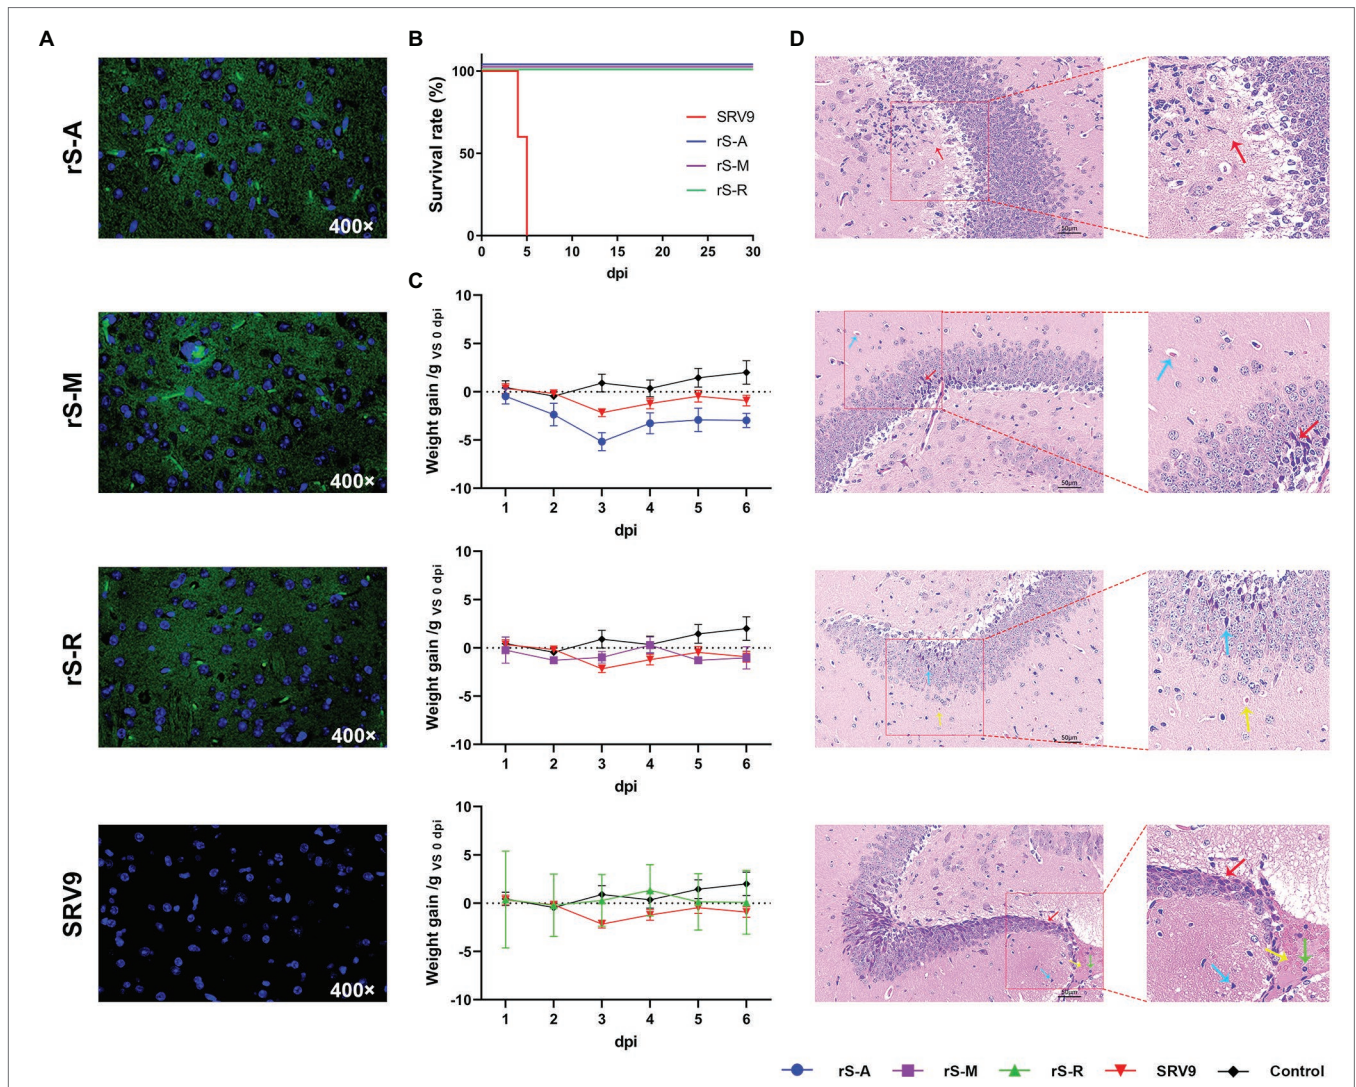 A
B
D
rS-A
400×
Survival rate (%)
100
50
0
0 5 10 15 20 25 30
dpi
SRV9
rS-A
rS-M
rS-R
50μm
C
rS-M
400×
Weight gain /g VS 0 dpi
10
5
0
-5
-10
1 2 3 4 5 6
dpi
50μm
rS-R
400×
Weight gain /g VS 0 dpi
10
5
0
-5
-10
1 2 3 4 5 6
dpi
50μm
SRV9
400×
Weight gain /g VS 0 dpi
10
5
0
-5
-10
1 2 3 4 5 6
dpi
50μm
rS-A rS-M rS-R SRV9 Control